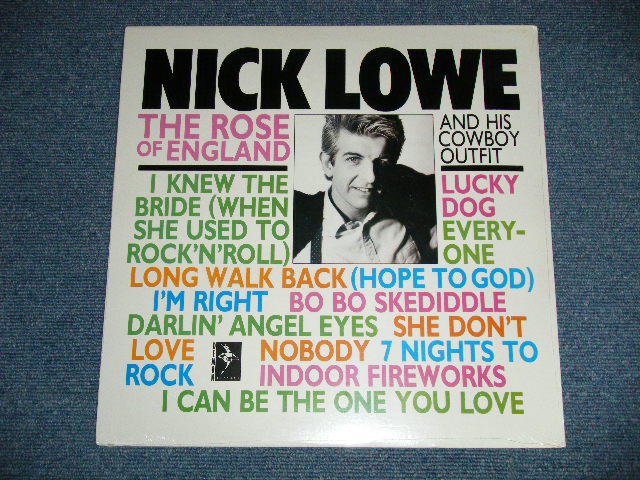 NICK LOWE
THE ROSE
OF ENGLAND
AND HIS
COWBOY
OUTFIT
I KNEW THE
BRIDE (WHEN
SHE USED TO
ROCK'N'ROLL)
LUCKY
DOG
EVERY-
ONE
LONG WALK BACK (HOPE TO GOD)
I'M RIGHT BO BO SKEDIDDLE
DARLIN' ANGEL EYES SHE DON'T
LOVE NOBODY 7 NIGHTS TO
ROCK INDOOR FIREWORKS
I CAN BE THE ONE YOU LOVE